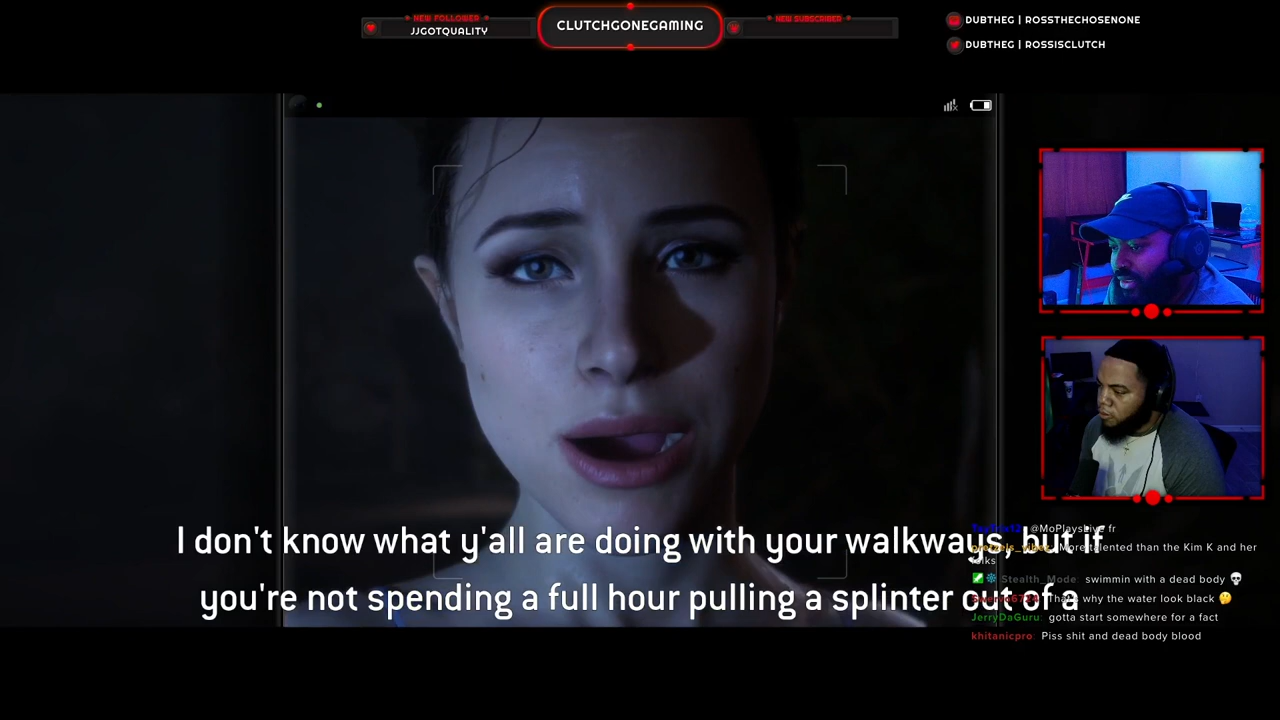 NEW FOLLOWER
JJGOTQUALITY
CLUTCHGONEGAMING
NEW SUBSCRIBER
DUBTHEG | ROSSTHECHOSENONE
DUBTHEG | ROSSISCLUTCH
I don't know what y'all are doing with your walkways, but if
you're not spending a full hour pulling a splinter out of a
@MoPlaysLive fr
More talented than the Kim K and her
folks
Stealth_Mode: swimmin with a dead body 💀
That's why the water look black 🤔
JerryDaGuru: gotta start somewhere for a fact
khitanicpro: Piss shit and dead body blood